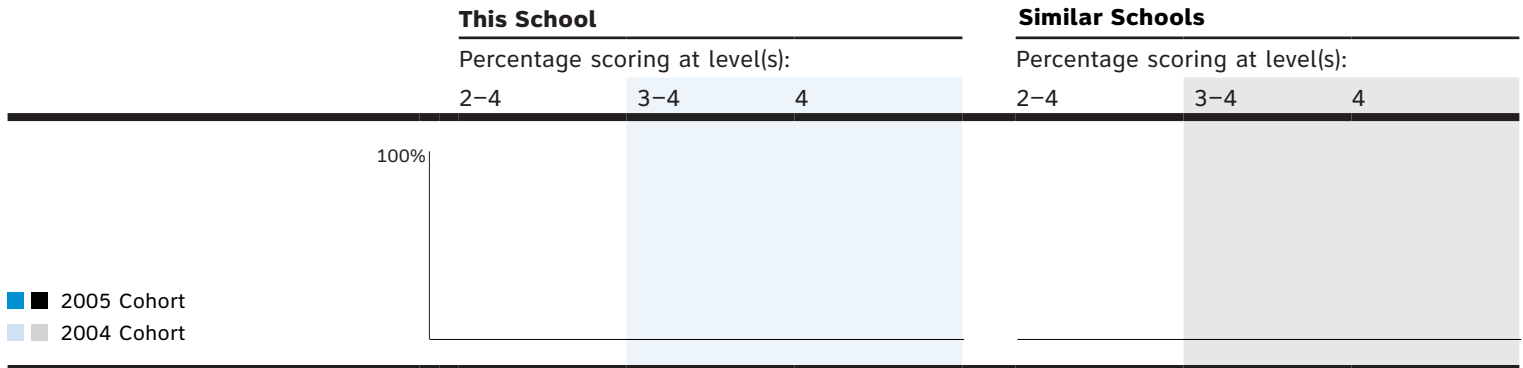 This School
Similar Schools
Percentage scoring at level(s):
Percentage scoring at level(s):
2–4 3–4 4
2–4 3–4 4
100%
2005 Cohort
2004 Cohort